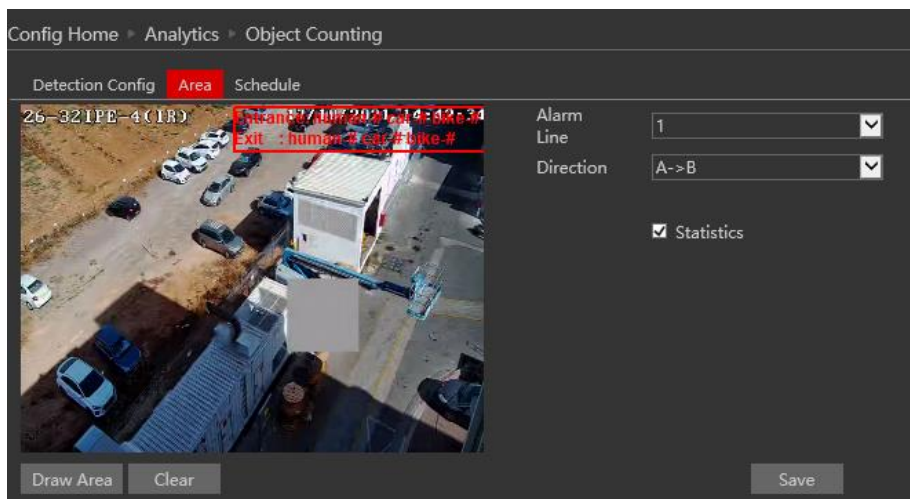 Config Home ▸ Analytics ▸ Object Counting
Detection Config Area Schedule
26-32IPE-4(IR)
Entrance: human-# car-# bike-#
Exit : human-# car-# bike-#
Alarm Line 1
Direction A->B
Statistics
Draw Area Clear Save